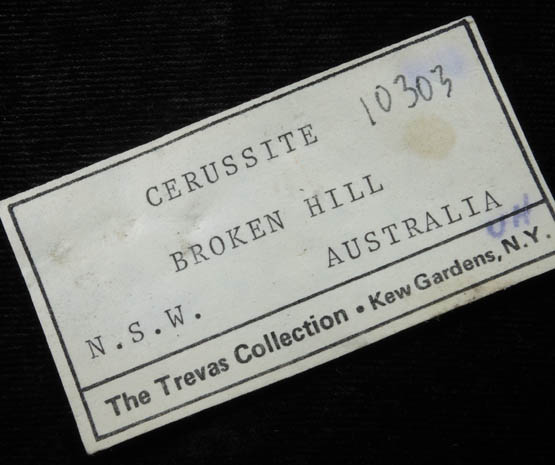 10303
CERUSSITE
BROKEN HILL
N.S.W. AUSTRALIA
The Trevas Collection • Kew Gardens, N.Y.